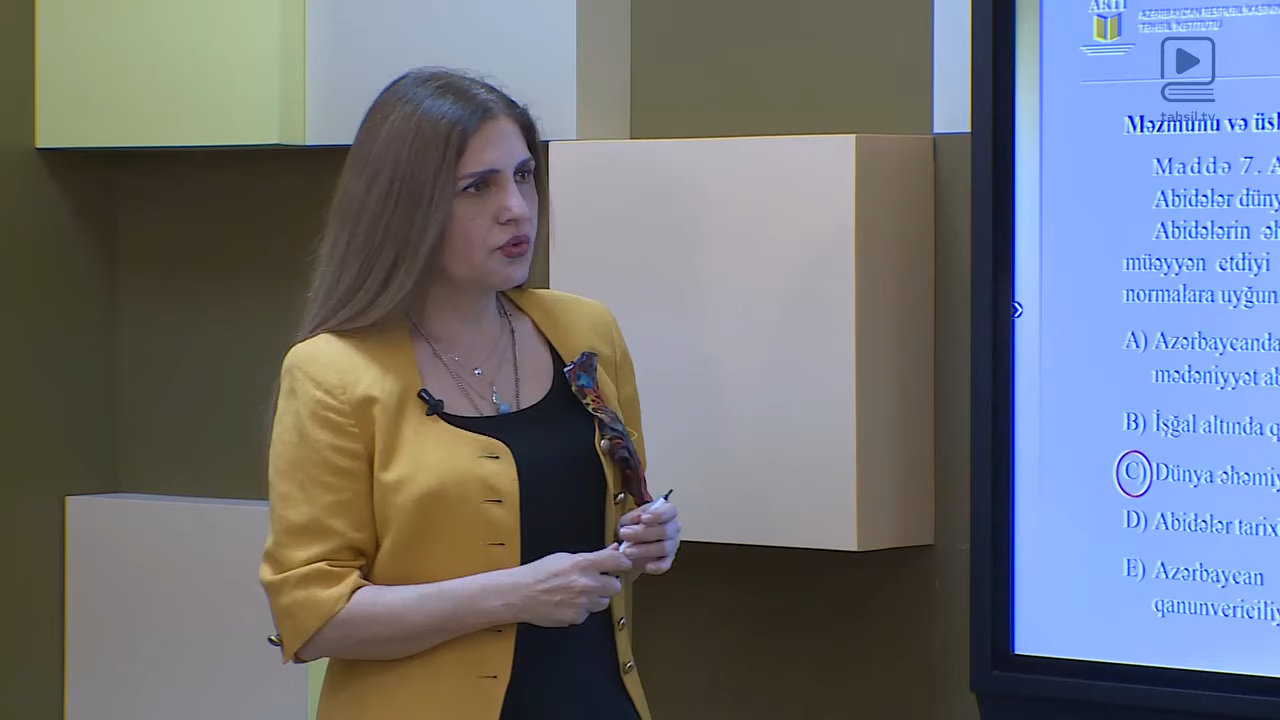 ARTI
AZƏRBAYCAN RESPUBLİKASININ
TƏHSİL İNSTİTUTU
tahsil.tv
Məzmunu və üsl
Maddə 7. A
Abidələr düny
Abidələrin əh
müəyyən etdiyi
normalara uyğun
A) Azərbaycanda
mədəniyyət ab
B) İşğal altında q
C) Dünya əhəmiy
D) Abidələr tarix
E) Azərbaycan
qanunvericiliy